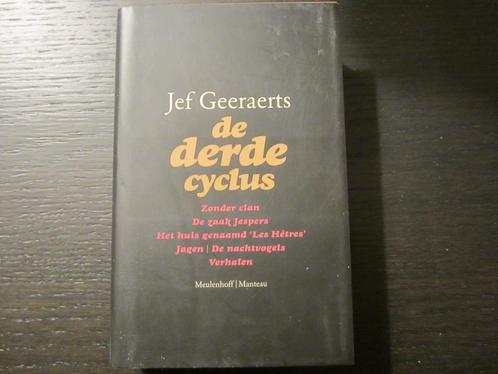 Jef Geeraerts
de
derde
cyclus
Zonder clan
De zaak Jespers
Het huis genaamd ‘Les Hêtres’
Jagen | De nachtvogels
Verhalen
Meulenhoff | Manteau